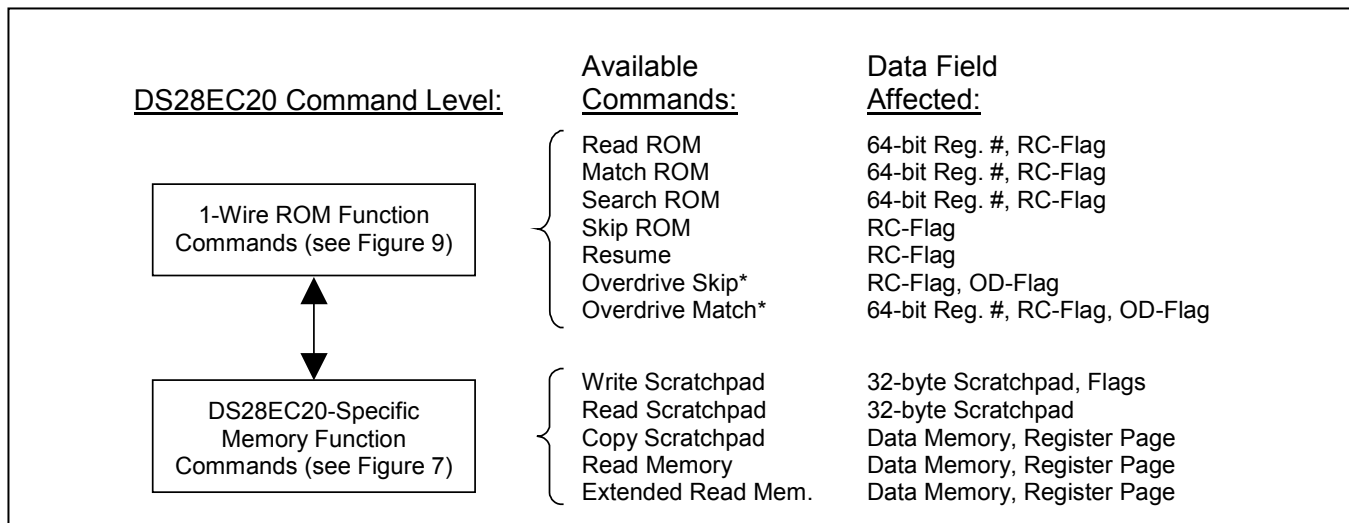 DS28EC20 Command Level:
Available
Commands:
Data Field
Affected:
1-Wire ROM Function
Commands (see Figure 9)
Read ROM 64-bit Reg. #, RC-Flag
Match ROM 64-bit Reg. #, RC-Flag
Search ROM 64-bit Reg. #, RC-Flag
Skip ROM RC-Flag
Resume RC-Flag
Overdrive Skip* RC-Flag, OD-Flag
Overdrive Match* 64-bit Reg. #, RC-Flag, OD-Flag
DS28EC20-Specific
Memory Function
Commands (see Figure 7)
Write Scratchpad 32-byte Scratchpad, Flags
Read Scratchpad 32-byte Scratchpad
Copy Scratchpad Data Memory, Register Page
Read Memory Data Memory, Register Page
Extended Read Mem. Data Memory, Register Page